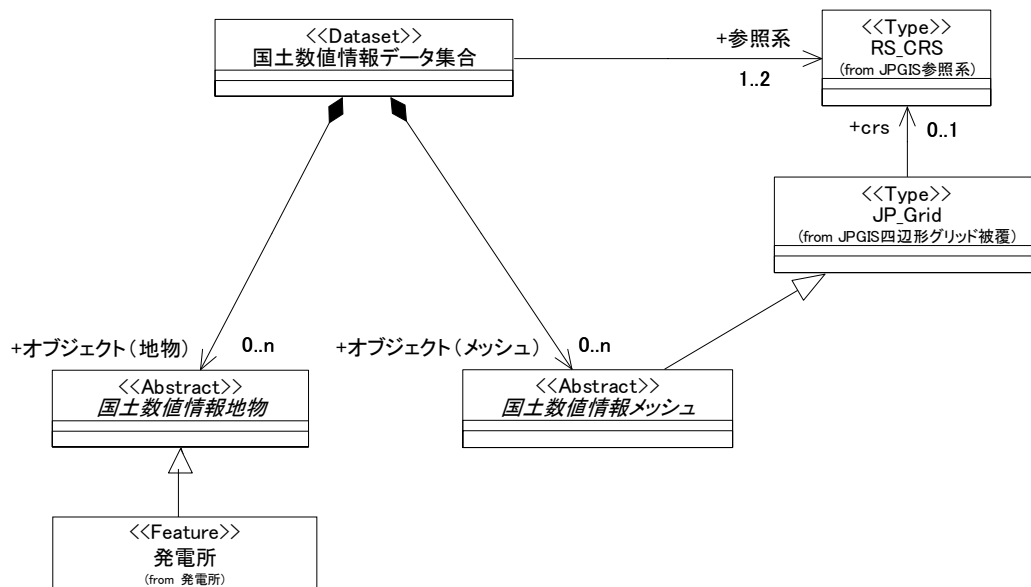 <<Dataset>>
国土数値情報データ集合
+参照系
1..2
<<Type>>
RS_CRS
(from JPGIS参照系)
+crs
0..1
<<Type>>
JP_Grid
(from JPGIS四辺形グリッド被覆)
+オブジェクト(地物)
0..n
+オブジェクト(メッシュ)
0..n
<<Abstract>>
国土数値情報地物
<<Abstract>>
国土数値情報メッシュ
<<Feature>>
発電所
(from 発電所)